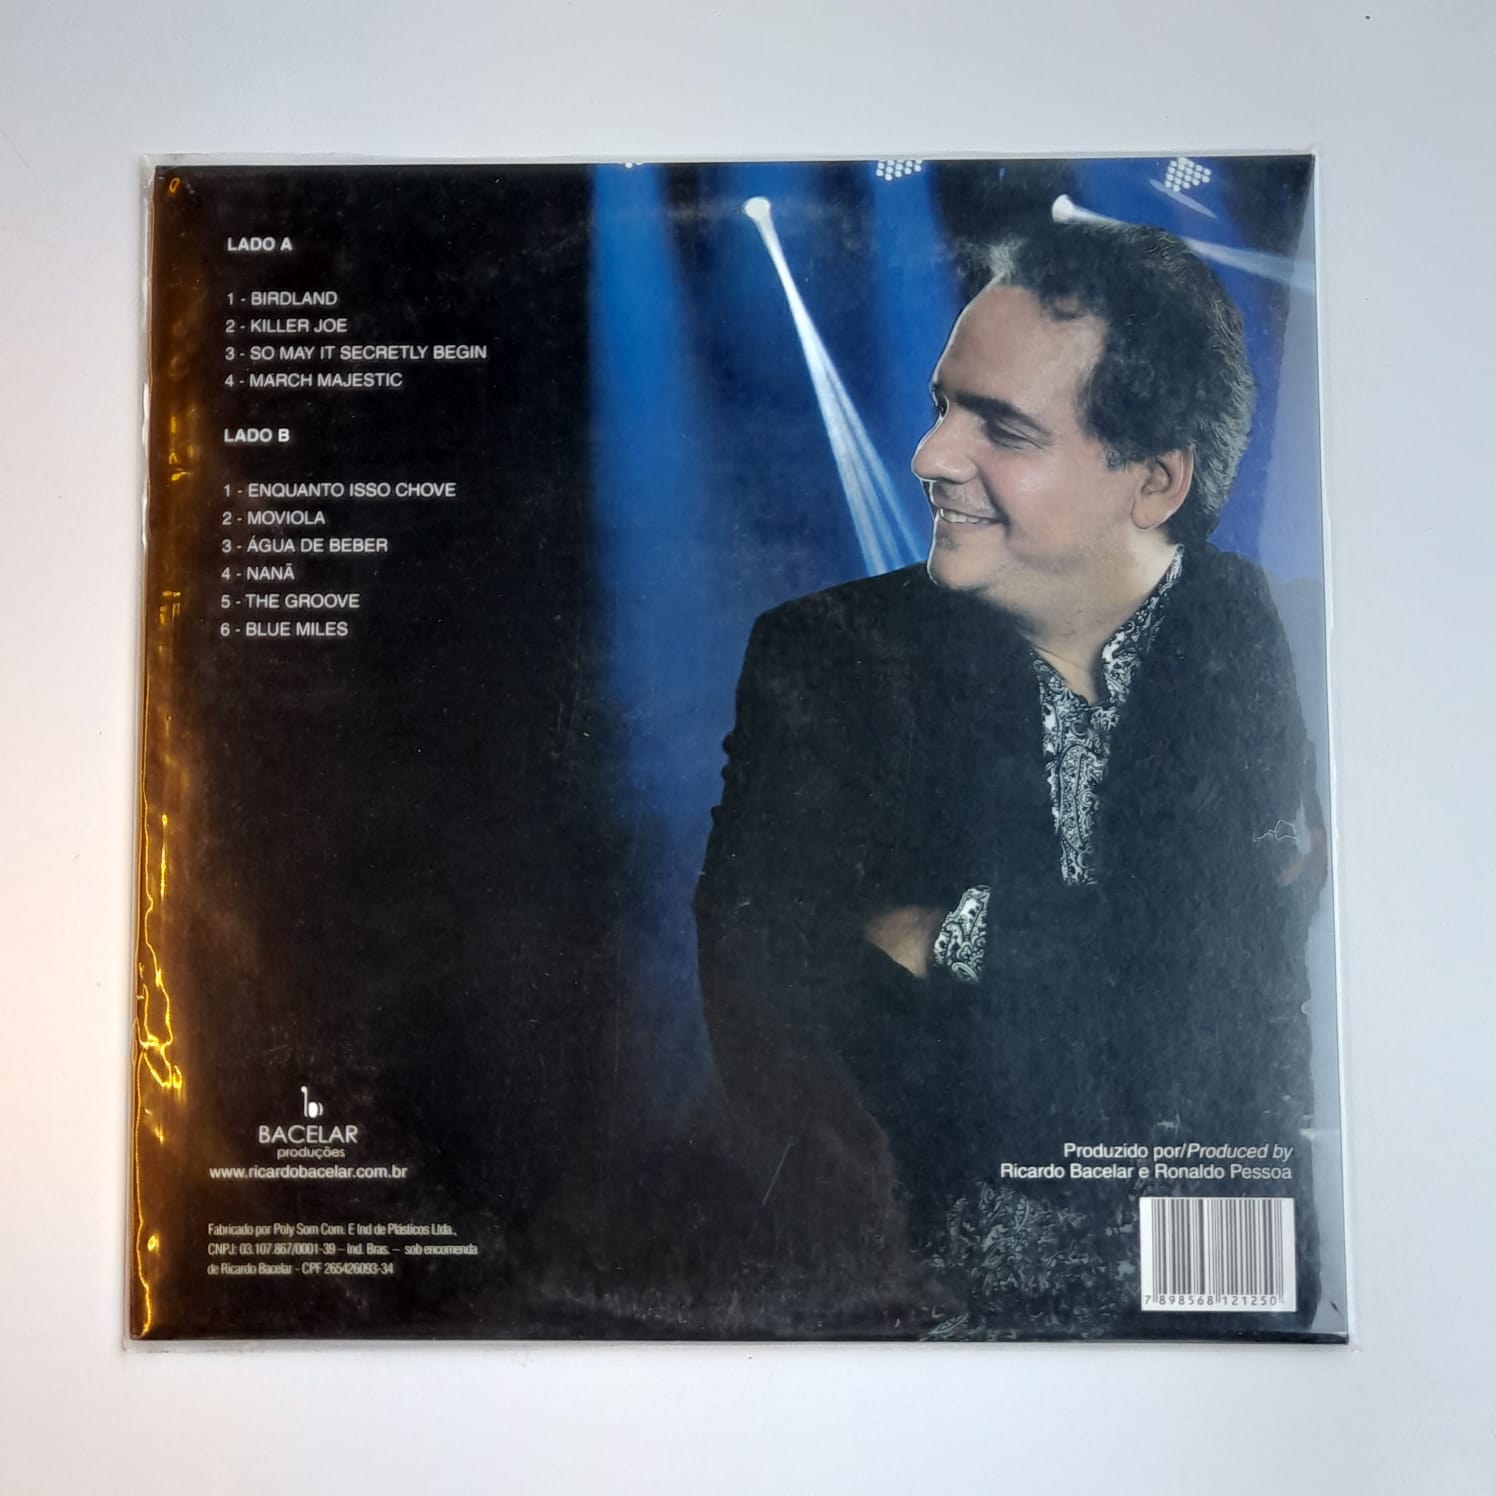 LADO A
1 - BIRDLAND
2 - KILLER JOE
3 - SO MAY IT SECRETLY BEGIN
4 - MARCH MAJESTIC
LADO B
1 - ENQUANTO ISSO CHOVE
2 - MOVIOLA
3 - ÁGUA DE BEBER
4 - NANÃ
5 - THE GROOVE
6 - BLUE MILES
b
BACELAR
produções
www.ricardobacelar.com.br
Fabricado por Poly Som Com. E Ind de Plásticos Ltda.,
CNPJ: 03.107.867/0001-39 – Ind. Bras. – sob encomenda
de Ricardo Bacelar - CPF 265426093-34
Produzido por/Produced by
Ricardo Bacelar e Ronaldo Pessoa
7 898568 121250